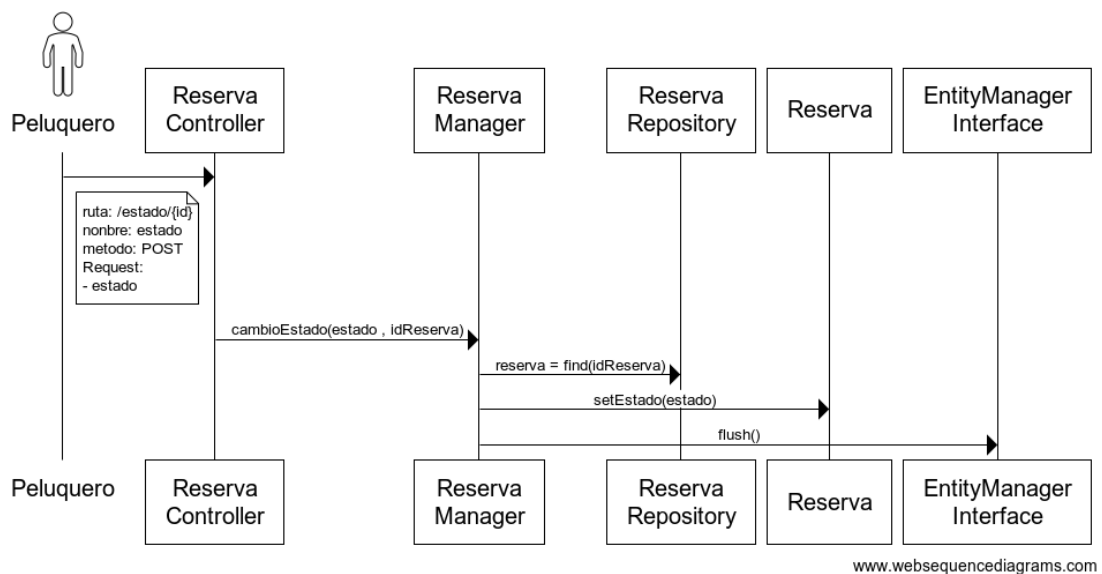 Peluquero
Reserva
Controller
Reserva
Manager
Reserva
Repository
Reserva
EntityManager
Interface
ruta: /estado/{id}
nonbre: estado
metodo: POST
Request:
- estado
cambioEstado(estado , idReserva)
reserva = find(idReserva)
setEstado(estado)
flush()
Peluquero
Reserva
Controller
Reserva
Manager
Reserva
Repository
Reserva
EntityManager
Interface
www.websequencediagrams.com